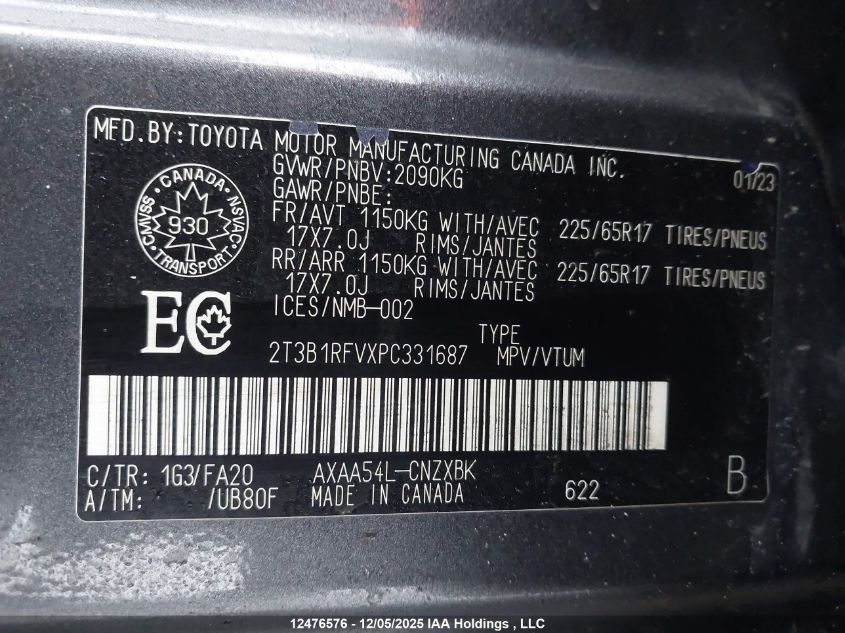 MFD.BY:TOYOTA MOTOR MANUFACTURING CANADA INC.
01/23
GVWR/PNBV:2090KG
GAWR/PNBE:
FR/AVT 1150KG WITH/AVEC 225/65R17 TIRES/PNEUS
17X7.0J RIMS/JANTES
RR/ARR 1150KG WITH/AVEC 225/65R17 TIRES/PNEUS
17X7.0J RIMS/JANTES
ICES/NMB-002
CANADA
CMVSS 930 NSVAC
TRANSPORT
EC
TYPE
2T3B1RFVXPC331687 MPV/VTUM
C/TR: 1G3/FA20 AXAA54L-CNZXBK
A/TM: /UB80F MADE IN CANADA 622 B
12476576 - 12/05/2025 IAA Holdings , LLC